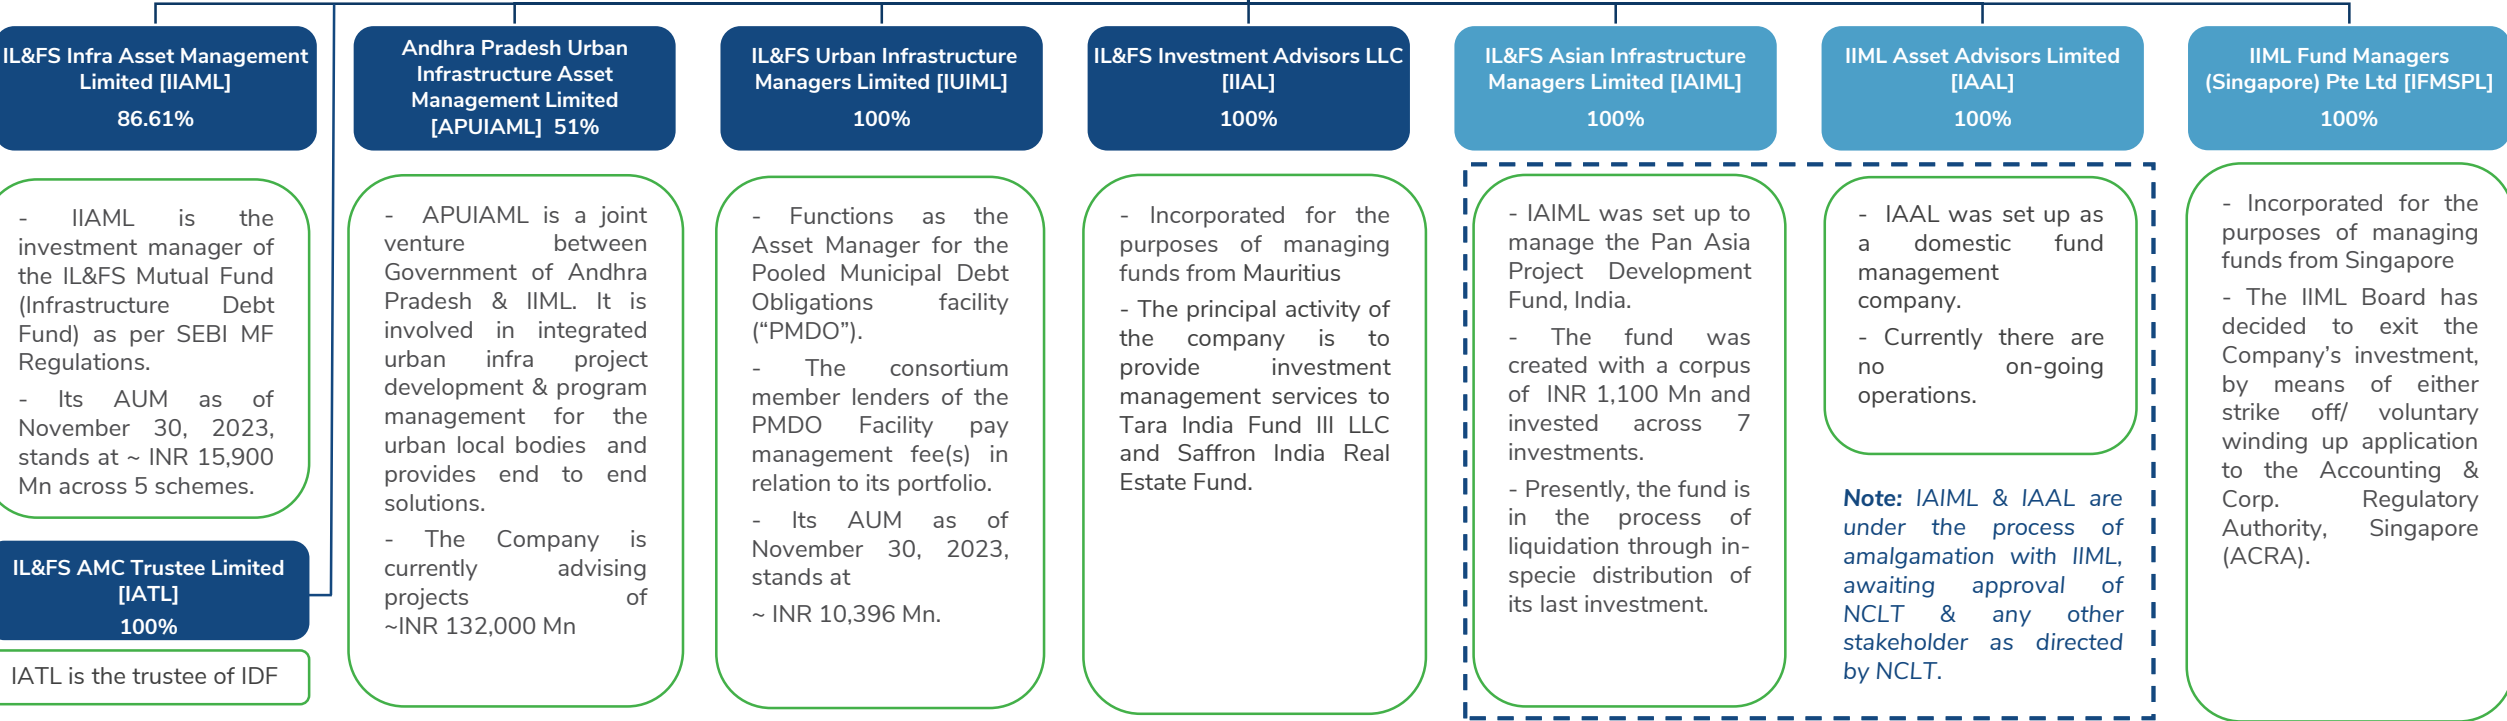 IL&FS Infra Asset Management
Limited [IIAML]
86.61%
- IIAML is the
investment manager of
the IL&FS Mutual Fund
(Infrastructure Debt
Fund) as per SEBI MF
Regulations.
- Its AUM as of
November 30, 2023,
stands at ~ INR 15,900
Mn across 5 schemes.
IL&FS AMC Trustee Limited
[IATL]
100%
IATL is the trustee of IDF
Andhra Pradesh Urban
Infrastructure Asset
Management Limited
[APUIAML] 51%
- APUIAML is a joint
venture between
Government of Andhra
Pradesh & IIML. It is
involved in integrated
urban infra project
development & program
management for the
urban local bodies and
provides end to end
solutions.
- The Company is
currently advising
projects of
~INR 132,000 Mn
IL&FS Urban Infrastructure
Managers Limited [IUIML]
100%
- Functions as the
Asset Manager for the
Pooled Municipal Debt
Obligations facility
(“PMDO”).
- The consortium
member lenders of the
PMDO Facility pay
management fee(s) in
relation to its portfolio.
- Its AUM as of
November 30, 2023,
stands at
~ INR 10,396 Mn.
IL&FS Investment Advisors LLC
[IIAL]
100%
- Incorporated for the
purposes of managing
funds from Mauritius
- The principal activity of
the company is to
provide investment
management services to
Tara India Fund III LLC
and Saffron India Real
Estate Fund.
IL&FS Asian Infrastructure
Managers Limited [IAIML]
100%
- IAIML was set up to
manage the Pan Asia
Project Development
Fund, India.
- The fund was
created with a corpus
of INR 1,100 Mn and
invested across 7
investments.
- Presently, the fund is
in the process of
liquidation through in-
specie distribution of
its last investment.
IIML Asset Advisors Limited
[IAAL]
100%
- IAAL was set up as
a domestic fund
management
company.
- Currently there are
no on-going
operations.
Note: IAIML & IAAL are
under the process of
amalgamation with IIML,
awaiting approval of
NCLT & any other
stakeholder as directed
by NCLT.
IIML Fund Managers
(Singapore) Pte Ltd [IFMSPL]
100%
- Incorporated for the
purposes of managing
funds from Singapore
- The IIML Board has
decided to exit the
Company’s investment,
by means of either
strike off/ voluntary
winding up application
to the Accounting &
Corp. Regulatory
Authority, Singapore
(ACRA).